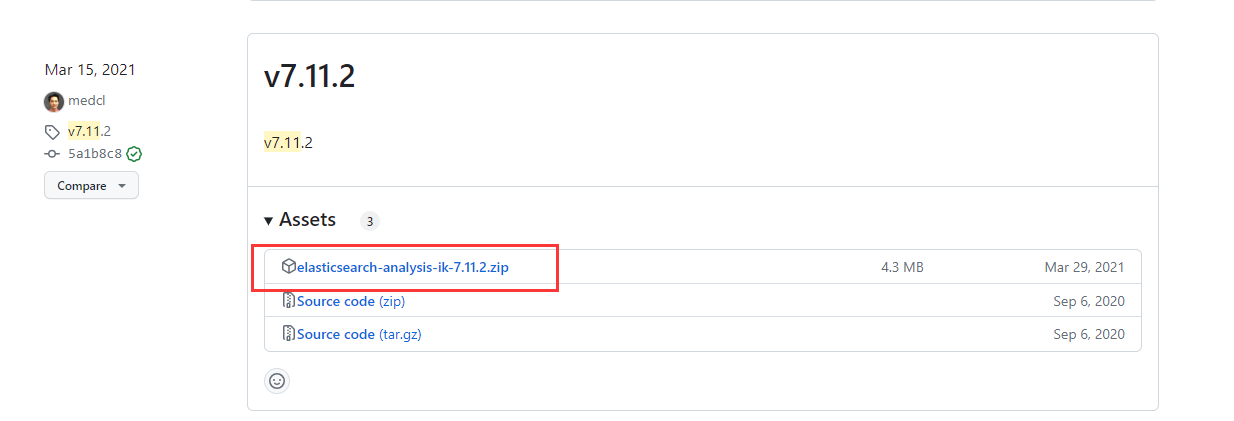 Mar 15, 2021
medcl
v7.11.2
5a1b8c8
Compare
v7.11.2
v7.11.2
Assets 3
elasticsearch-analysis-ik-7.11.2.zip 4.3 MB Mar 29, 2021
Source code (zip) Sep 6, 2020
Source code (tar.gz) Sep 6, 2020